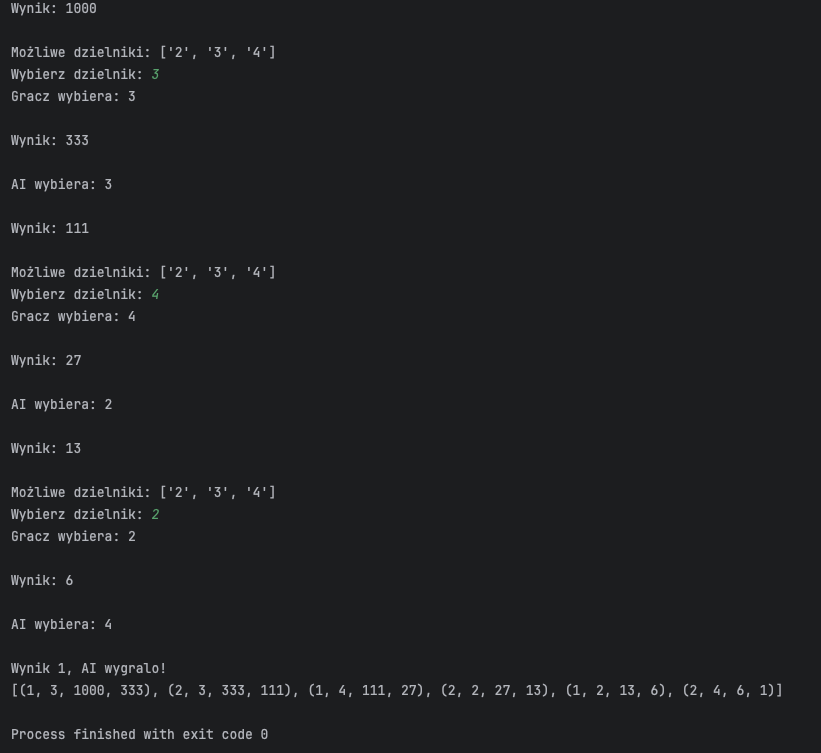 Wynik: 1000
Możliwe dzielniki: ['2', '3', '4']
Wybierz dzielnik: 3
Gracz wybiera: 3
Wynik: 333
AI wybiera: 3
Wynik: 111
Możliwe dzielniki: ['2', '3', '4']
Wybierz dzielnik: 4
Gracz wybiera: 4
Wynik: 27
AI wybiera: 2
Wynik: 13
Możliwe dzielniki: ['2', '3', '4']
Wybierz dzielnik: 2
Gracz wybiera: 2
Wynik: 6
AI wybiera: 4
Wynik 1, AI wygralo!
[(1, 3, 1000, 333), (2, 3, 333, 111), (1, 4, 111, 27), (2, 2, 27, 13), (1, 2, 13, 6), (2, 4, 6, 1)]
Process finished with exit code 0